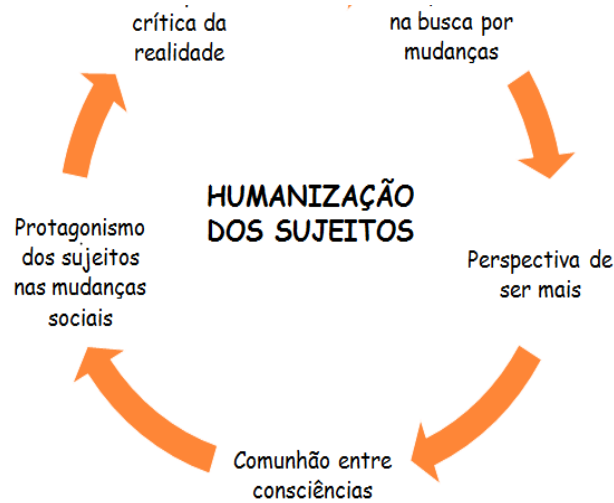 crítica da
realidade
na busca por
mudanças
HUMANIZAÇÃO
DOS SUJEITOS
Perspectiva de
ser mais
Comunhão entre
consciências
Protagonismo
dos sujeitos
nas mudanças
sociais